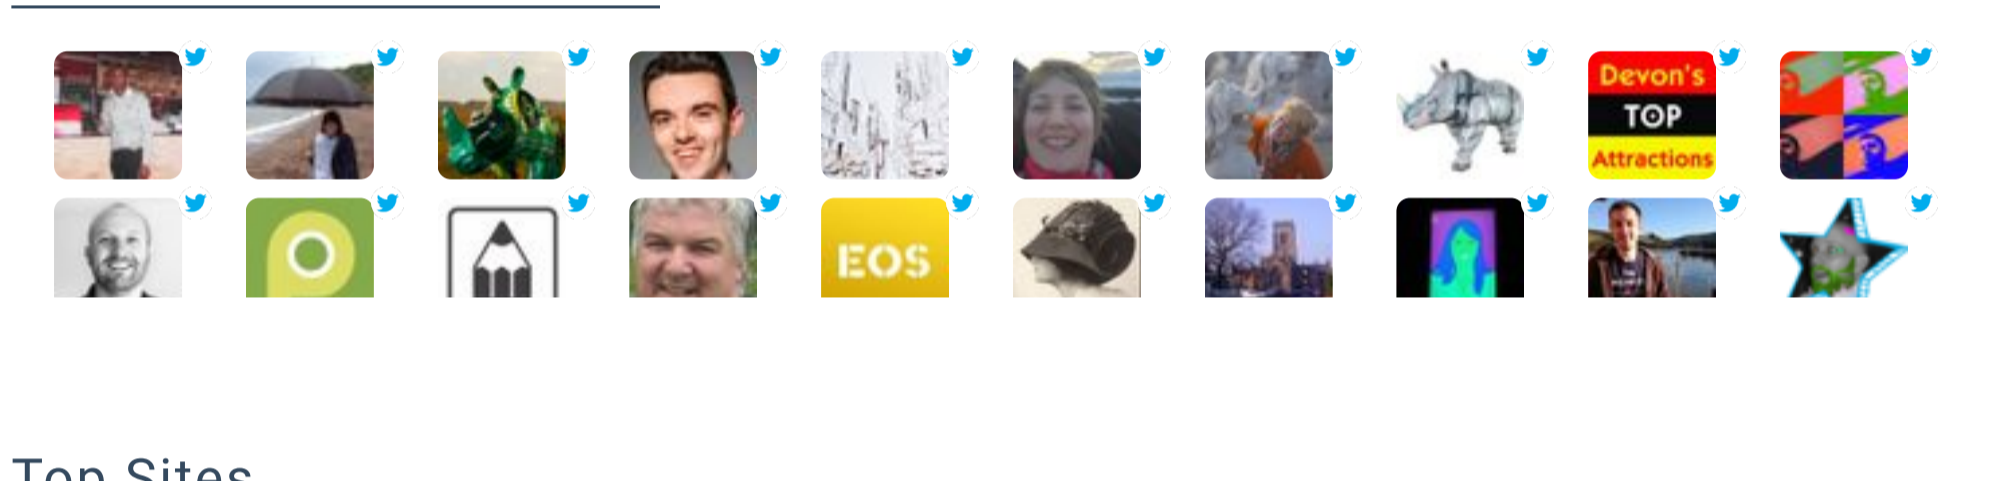 Devon's
TOP
Attractions
EOS
Top Sites